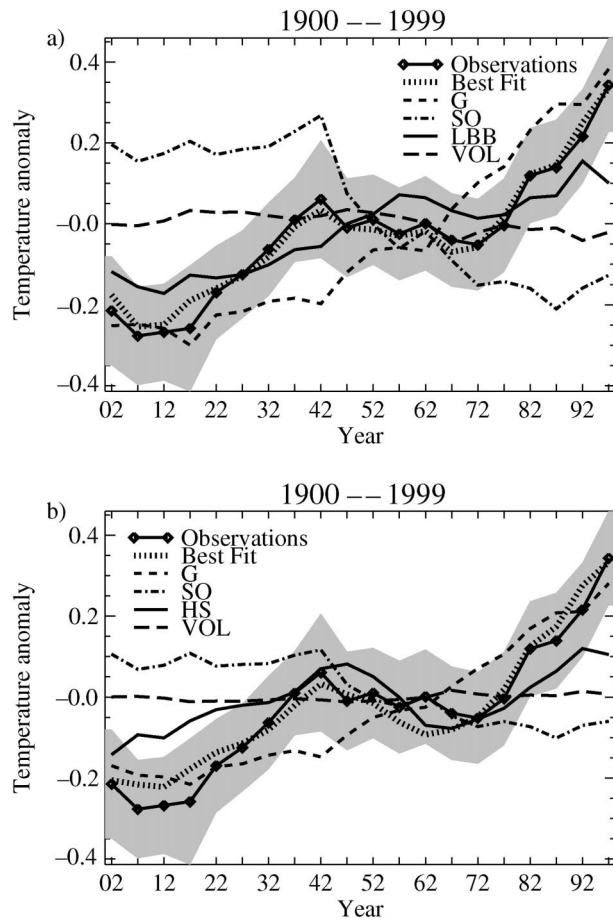 1900 –– 1999
a)
0.4
0.2
–0.0
–0.2
–0.4
Temperature anomaly
Observations
Best Fit
G
SO
LBB
VOL
02 12 22 32 42 52 62 72 82 92
Year
1900 –– 1999
b)
0.4
0.2
–0.0
–0.2
–0.4
Temperature anomaly
Observations
Best Fit
G
SO
HS
VOL
02 12 22 32 42 52 62 72 82 92
Year